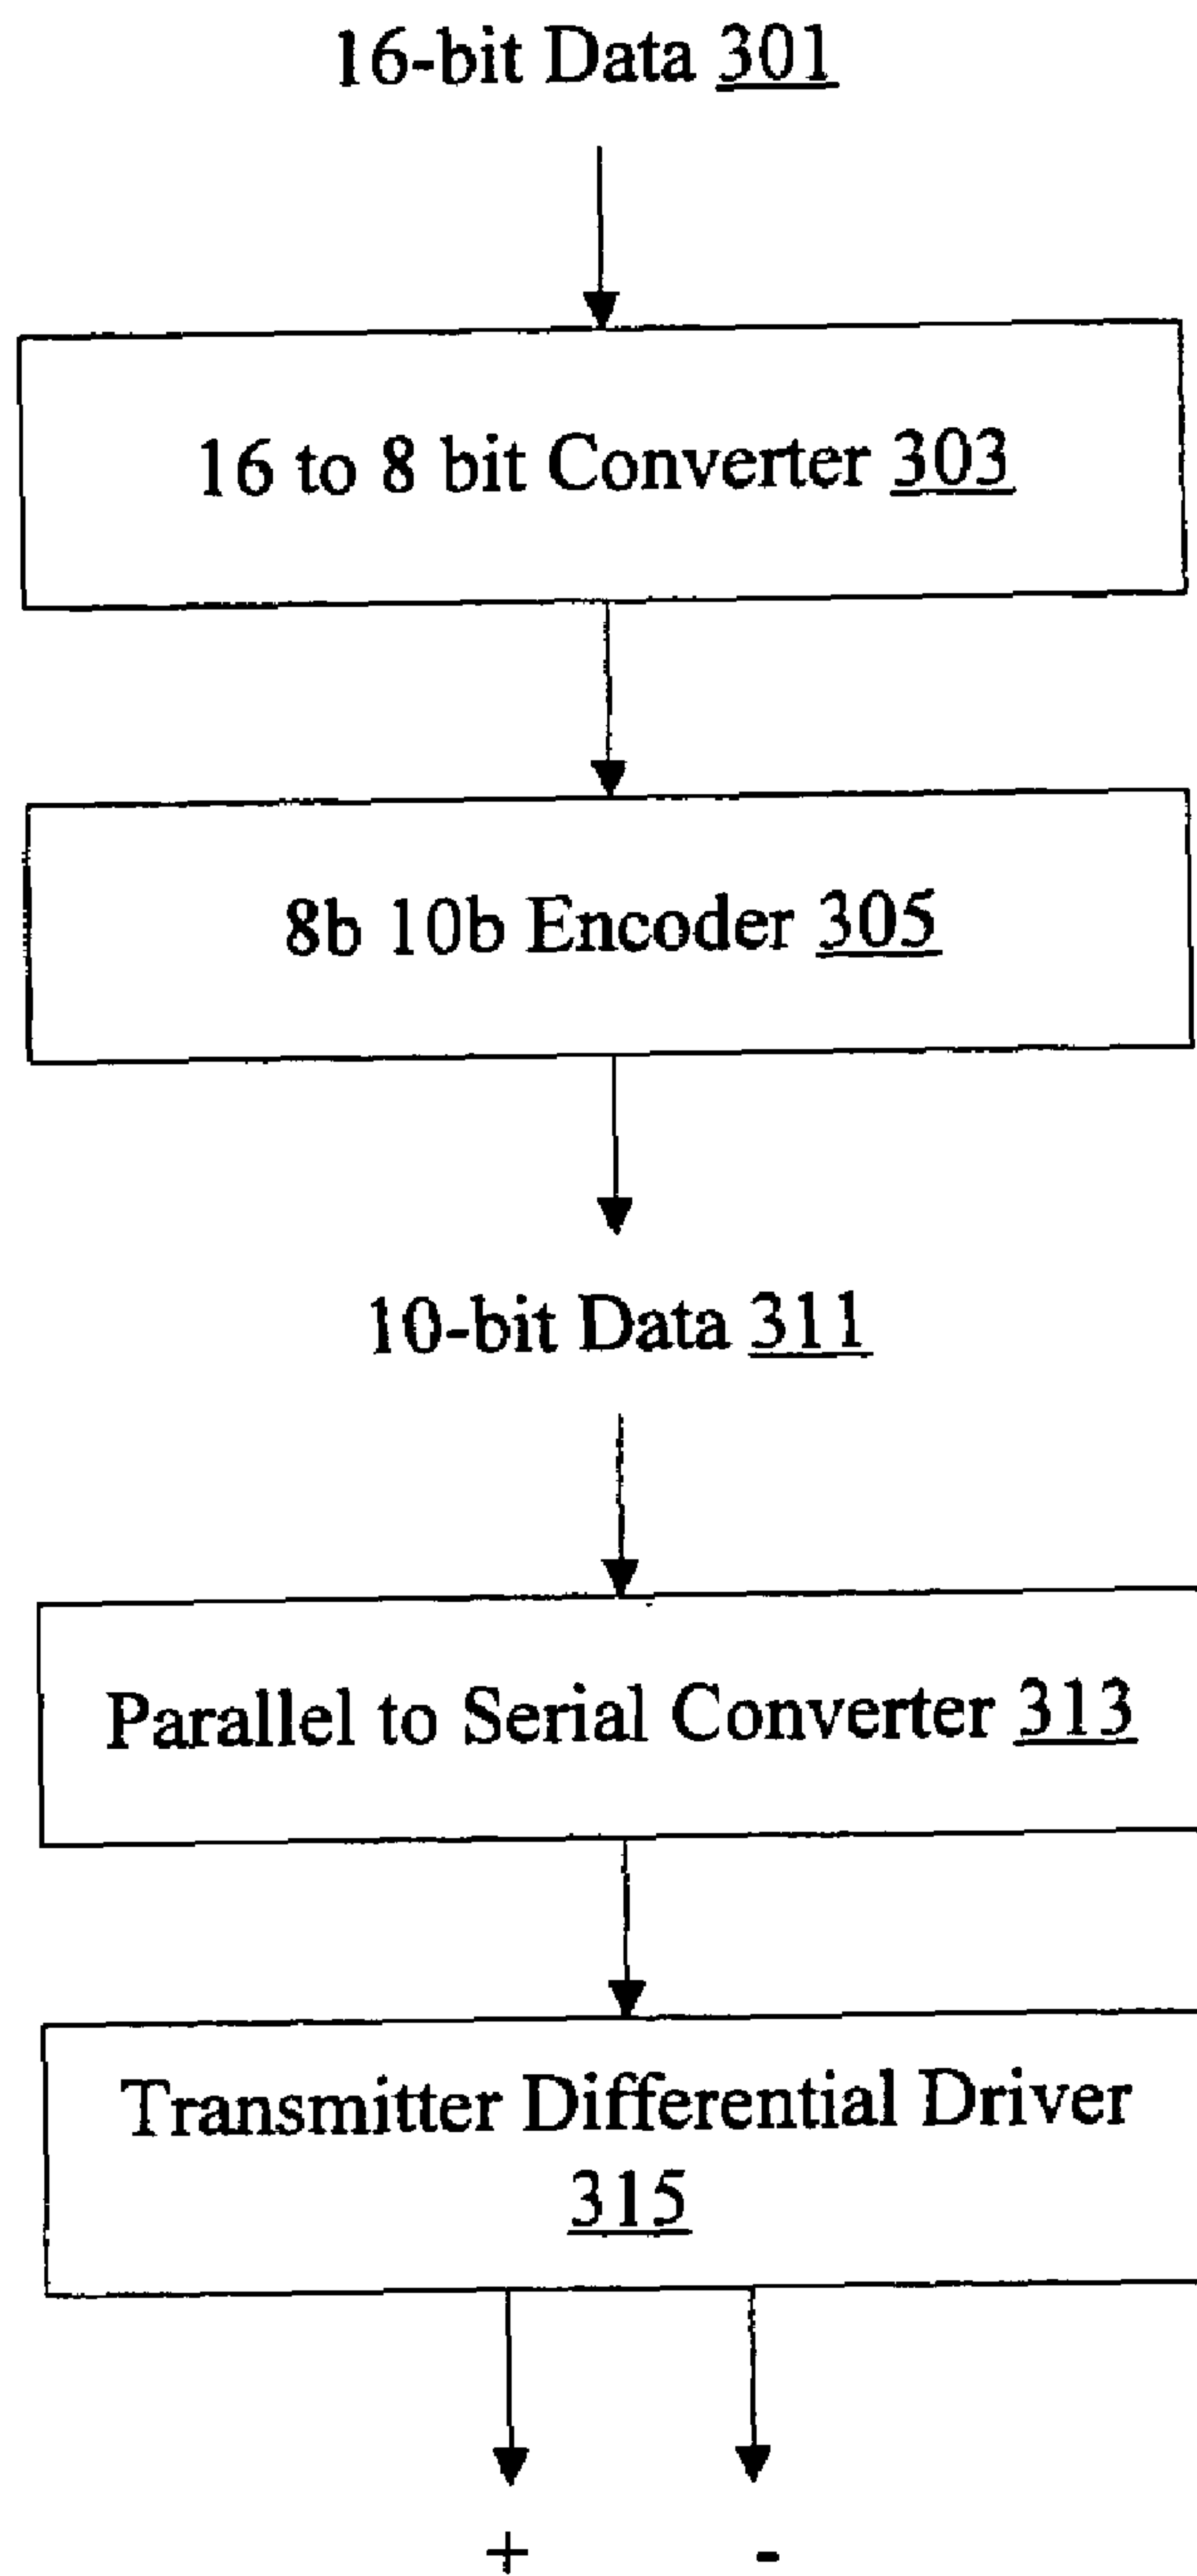 16-bit Data 301
16 to 8 bit Converter 303
8b 10b Encoder 305
10-bit Data 311
Parallel to Serial Converter 313
Transmitter Differential Driver
315
+ -